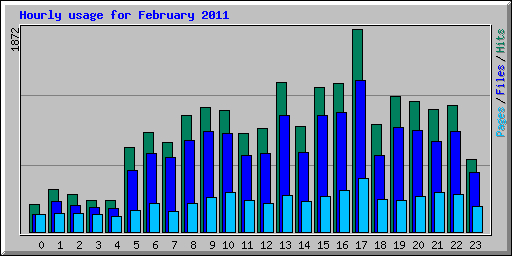 Hourly usage for February 2011
1872
Pages / Files / Hits
0 1 2 3 4 5 6 7 8 9 10 11 12 13 14 15 16 17 18 19 20 21 22 23